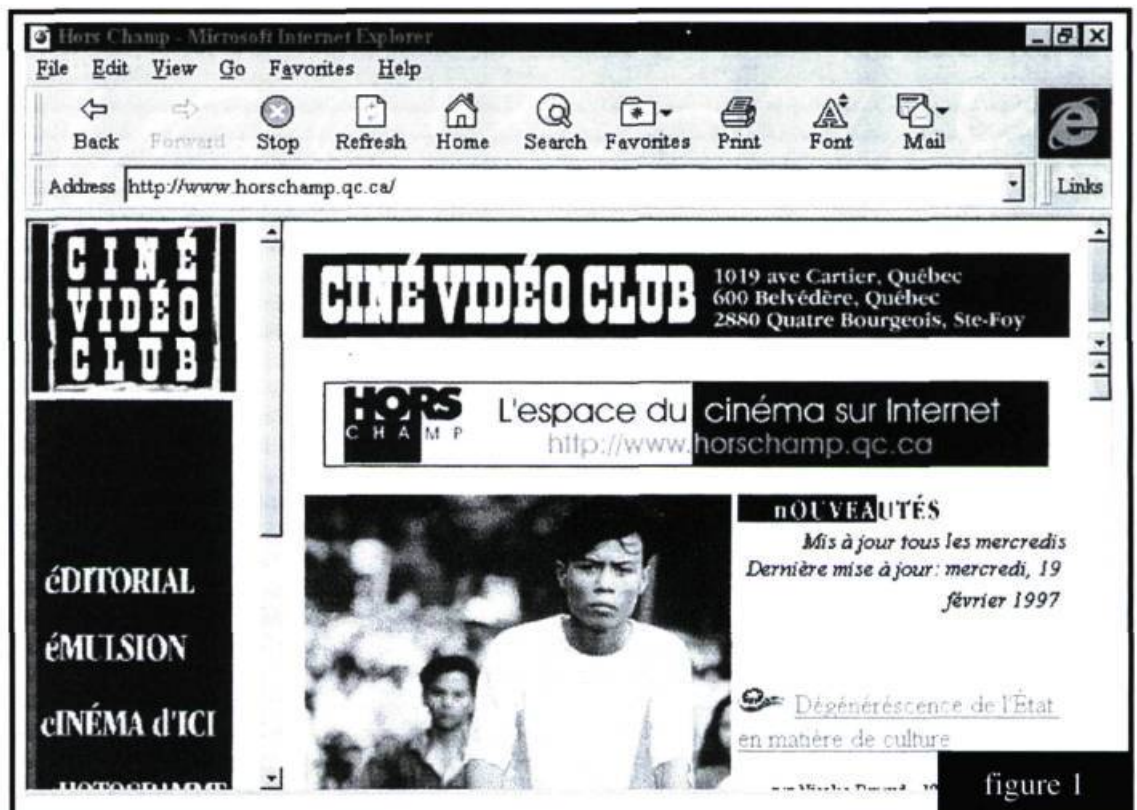 Hors Champ - Microsoft Internet Explorer
File Edit View Go Favorites Help
Back Forward Stop Refresh Home Search Favorites Print Font Mail
Address http://www.horschamp.qc.ca/ Links
CINÉ
VIDÉO
CLUB
CINÉ VIDÉO CLUB
1019 ave Cartier, Québec
600 Belvédère, Québec
2880 Quatre Bourgeois, Ste-Foy
HORS
CHAMP
L'espace du cinéma sur Internet
http://www.horschamp.qc.ca
nOUVEAUTÉS
Mis à jour tous les mercredis
Dernière mise à jour: mercredi, 19
février 1997
Dégénéréscence de l'État
en matière de culture
éDITORIAL
éMULSION
cINÉMA d'ICI
figure 1